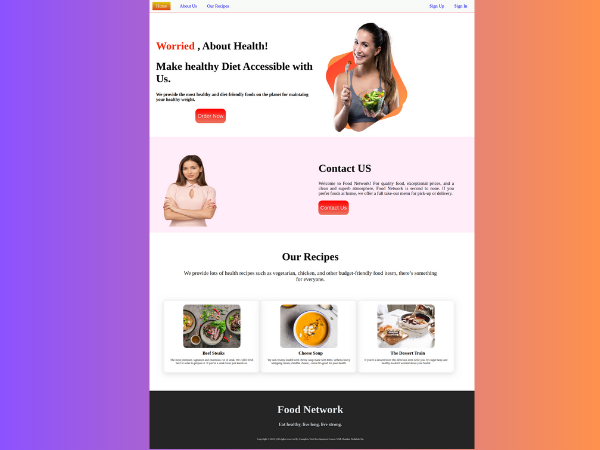 Home About Us Our Recipes Sign Up Sign In
Worried , About Health!
Make healthy Diet Accessible with
Us.
We provide the most healthy and diet-friendly foods on the planet for maintaing
your healthy weight.
Order Now
Contact US
Welcome to Food Network! For quality food, exceptional prices, and a
clean and superb atmosphere, Food Network is second to none. If you
prefer foods at home, we offer a full take-out menu for pick-up or delivery.
Contact Us
Our Recipes
We provide lots of health recipes such as vegetarian, chicken, and other budget-friendly food items, there's something
for everyone.
Beef Steaks Cheese Soup The Dessert Train
Food Network
Eat healthy, live long, live strong.